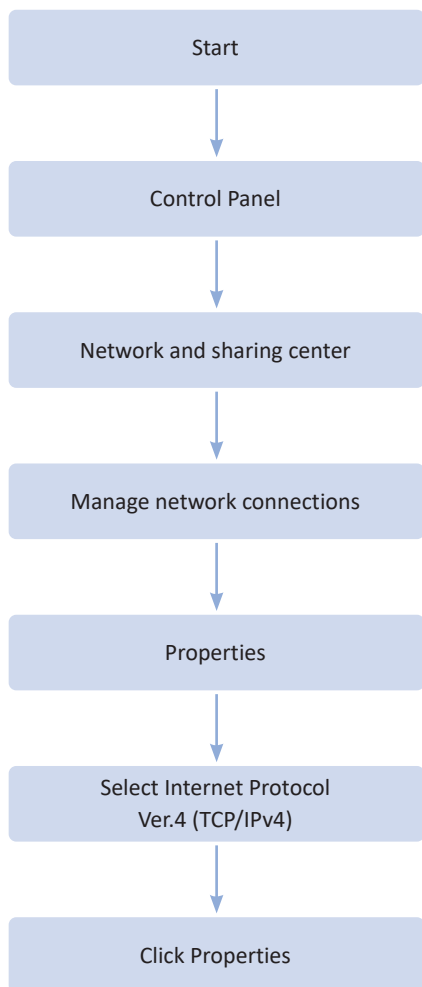 Start
Control Panel
Network and sharing center
Manage network connections
Properties
Select Internet Protocol
Ver.4 (TCP/IPv4)
Click Properties